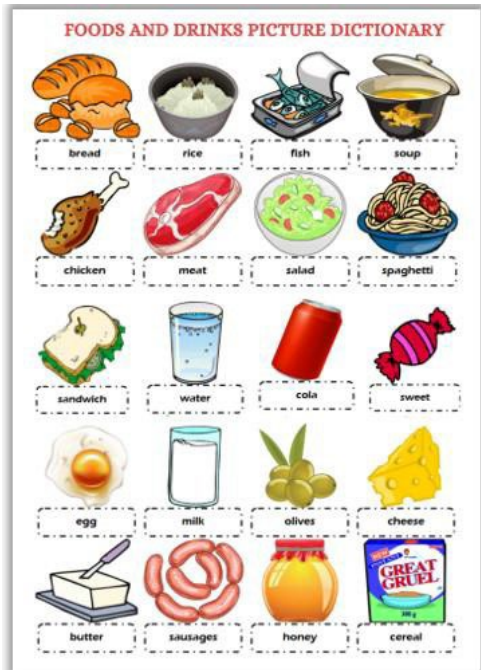 FOODS AND DRINKS PICTURE DICTIONARY
bread rice fish soup
chicken meat salad spaghetti
sandwich water cola sweet
egg milk olives cheese
GREAT
GRUEL
butter sausages honey cereal